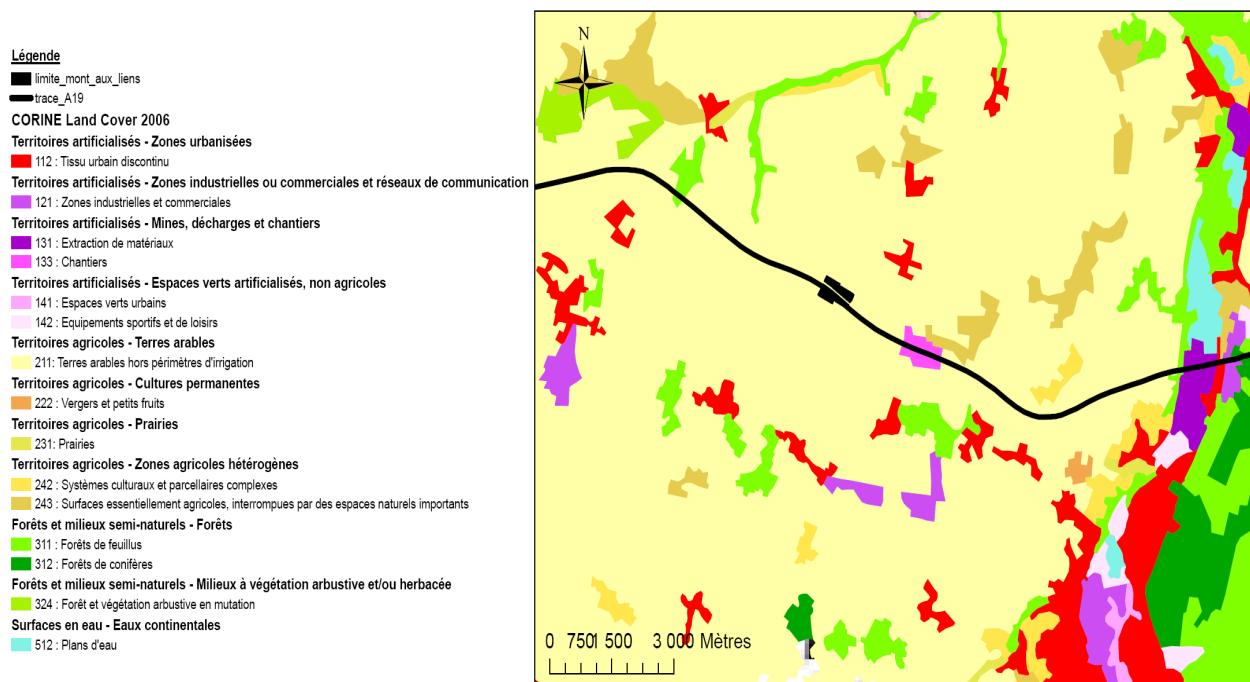 Légende
limite_mont_aux_liens
trace_A19
CORINE Land Cover 2006
Territoires artificialisés - Zones urbanisées
112 : Tissu urbain discontinu
Territoires artificialisés - Zones industrielles ou commerciales et réseaux de communication
121 : Zones industrielles et commerciales
Territoires artificialisés - Mines, décharges et chantiers
131 : Extraction de matériaux
133 : Chantiers
Territoires artificialisés - Espaces verts artificialisés, non agricoles
141 : Espaces verts urbains
142 : Equipements sportifs et de loisirs
Territoires agricoles - Terres arables
211: Terres arables hors périmètres d'irrigation
Territoires agricoles - Cultures permanentes
222 : Vergers et petits fruits
Territoires agricoles - Prairies
231: Prairies
Territoires agricoles - Zones agricoles hétérogènes
242 : Systèmes culturaux et parcellaires complexes
243 : Surfaces essentiellement agricoles, interrompues par des espaces naturels importants
Forêts et milieux semi-naturels - Forêts
311 : Forêts de feuillus
312 : Forêts de conifères
Forêts et milieux semi-naturels - Milieux à végétation arbustive et/ou herbacée
324 : Forêt et végétation arbustive en mutation
Surfaces en eau - Eaux continentales
512 : Plans d'eau
N
0 750 1 500 3 000 Mètres